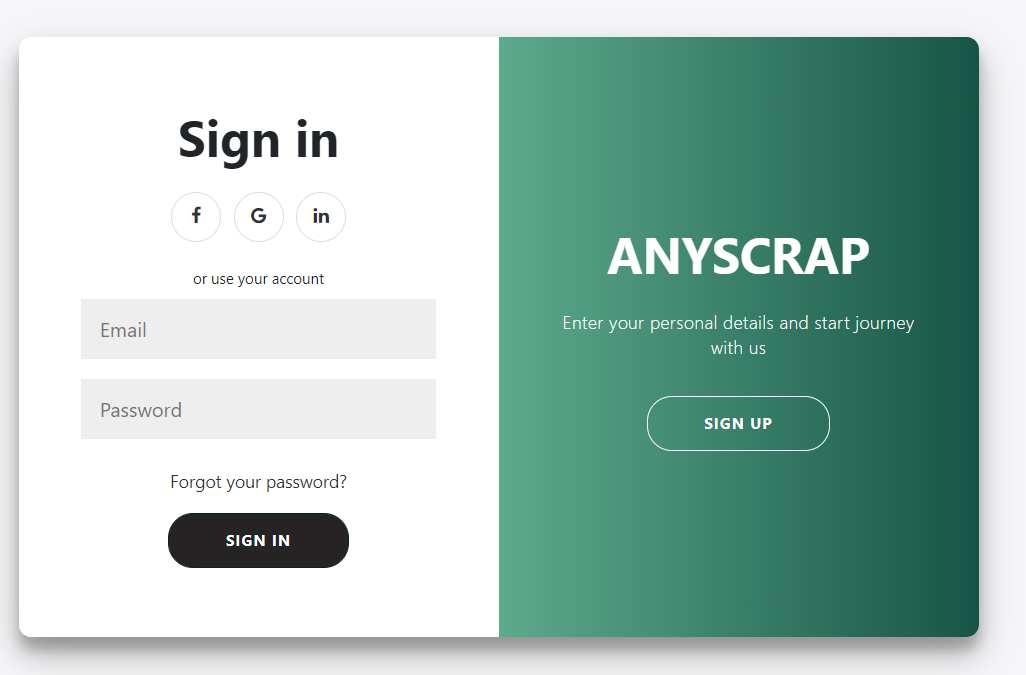 Sign in
f G in
or use your account
Email
Password
Forgot your password?
SIGN IN
ANYSCRAP
Enter your personal details and start journey
with us
SIGN UP